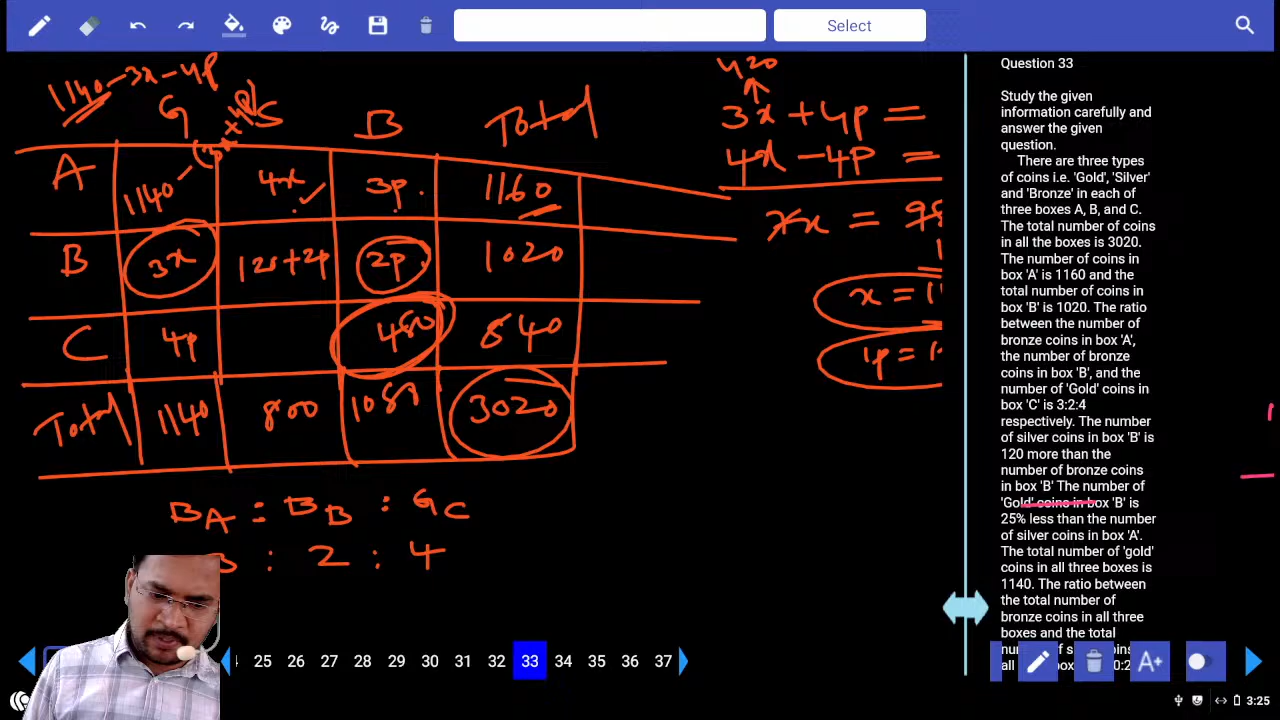 Select
1140-3x-4p
G S B Total
A 1140-(3x+4p) 4x 3p 1160
B 3x 120+2p 2p 1020
C 4p 480 840
Total 1140 800 1080 3020
BA : BB : GC
3 : 2 : 4
420
3x+4p =
4x-4p =
7x = 98
x = 1
1p = 1
Question 33
Study the given
information carefully and
answer the given
question.
There are three types
of coins i.e. 'Gold', 'Silver'
and 'Bronze' in each of
three boxes A, B, and C.
The total number of coins
in all the boxes is 3020.
The number of coins in
box 'A' is 1160 and the
total number of coins in
box 'B' is 1020. The ratio
between the number of
bronze coins in box 'A',
the number of bronze
coins in box 'B', and the
number of 'Gold' coins in
box 'C' is 3:2:4
respectively. The number
of silver coins in box 'B' is
120 more than the
number of bronze coins
in box 'B' The number of
'Gold' coins in box 'B' is
25% less than the number
of silver coins in box 'A'.
The total number of 'gold'
coins in all three boxes is
1140. The ratio between
the total number of
bronze coins in all three
boxes and the total
25 26 27 28 29 30 31 32 33 34 35 36 37
A+
3:25